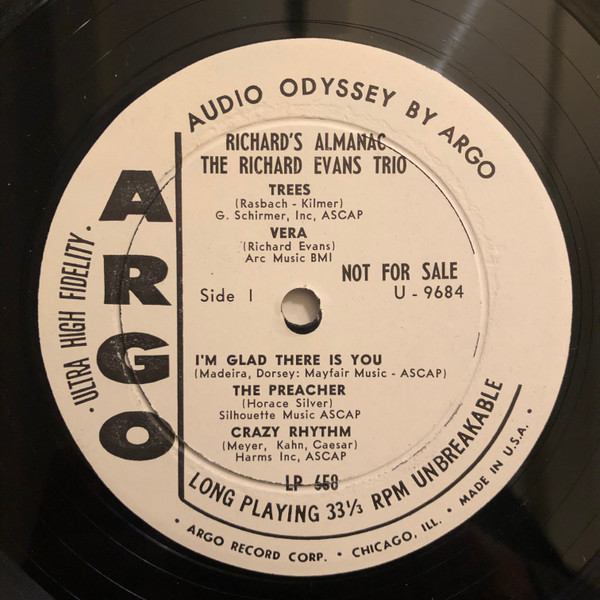 AUDIO ODYSSEY BY ARGO
RICHARD'S ALMANAC
THE RICHARD EVANS TRIO
TREES
(Rasbach - Kilmer)
G. Schirmer, Inc, ASCAP
VERA
(Richard Evans)
Arc Music BMI
NOT FOR SALE
Side 1
U - 9684
ARGO
· ULTRA HIGH FIDELITY ·
I'M GLAD THERE IS YOU
(Madeira, Dorsey: Mayfair Music - ASCAP)
THE PREACHER
(Horace Silver)
Silhouette Music ASCAP
CRAZY RHYTHM
(Meyer, Kahn, Caesar)
Harms Inc, ASCAP
LP 658
LONG PLAYING 33⅓ RPM UNBREAKABLE
· ARGO RECORD CORP. · CHICAGO, ILL. · MADE IN U.S.A. ·